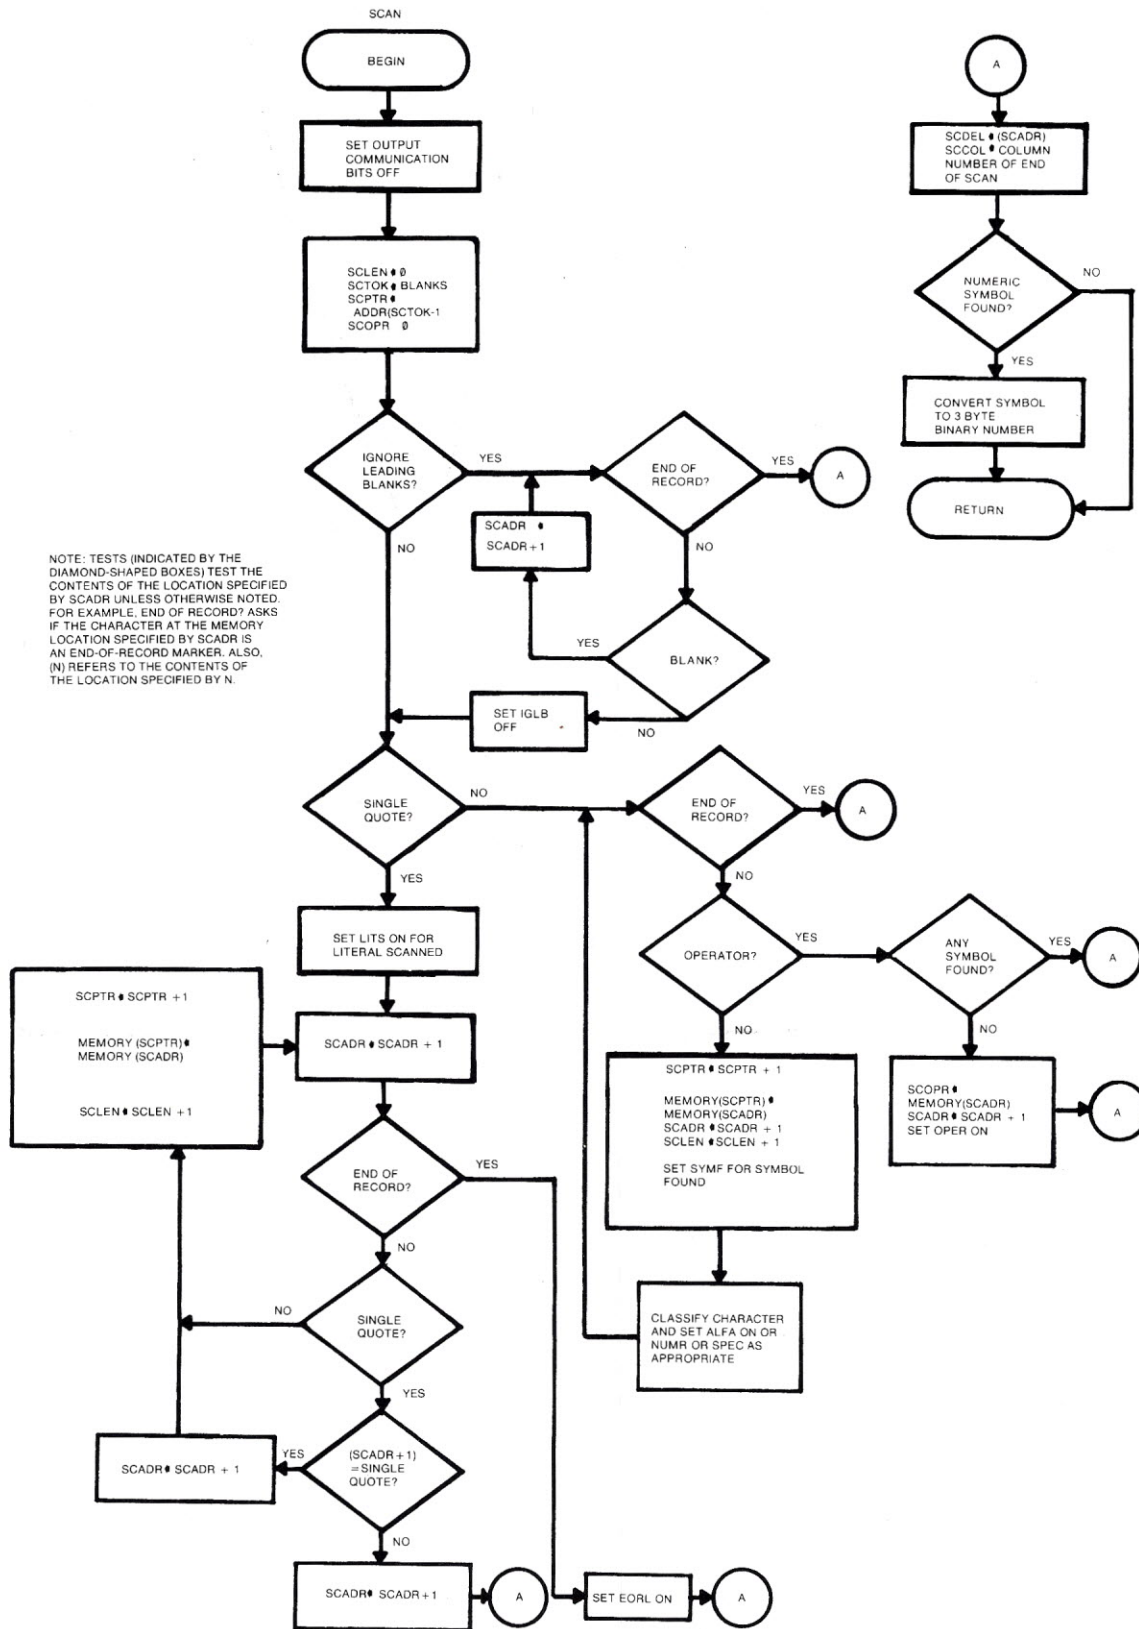 SCAN
BEGIN
SET OUTPUT
COMMUNICATION
BITS OFF
SCLEN • 0
SCTOK • BLANKS
SCPTR •
ADDR(SCTOK-1
SCOPR 0
IGNORE
LEADING
BLANKS?
YES
NO
END OF
RECORD?
YES
A
NO
SCADR •
SCADR+1
BLANK?
YES
NO
SET IGLB
OFF
NOTE: TESTS (INDICATED BY THE
DIAMOND-SHAPED BOXES) TEST THE
CONTENTS OF THE LOCATION SPECIFIED
BY SCADR UNLESS OTHERWISE NOTED.
FOR EXAMPLE, END OF RECORD? ASKS
IF THE CHARACTER AT THE MEMORY
LOCATION SPECIFIED BY SCADR IS
AN END-OF-RECORD MARKER. ALSO,
(N) REFERS TO THE CONTENTS OF
THE LOCATION SPECIFIED BY N.
SINGLE
QUOTE?
NO
YES
SET LITS ON FOR
LITERAL SCANNED
SCADR • SCADR + 1
SCPTR • SCPTR +1
MEMORY (SCPTR) •
MEMORY (SCADR)
SCLEN • SCLEN +1
END OF
RECORD?
YES
NO
SINGLE
QUOTE?
NO
YES
(SCADR+1)
=SINGLE
QUOTE?
YES
SCADR • SCADR + 1
NO
SCADR • SCADR +1
A
SET EORL ON
A
END OF
RECORD?
YES
A
NO
OPERATOR?
YES
NO
ANY
SYMBOL
FOUND?
YES
A
NO
SCOPR •
MEMORY(SCADR)
SCADR • SCADR + 1
SET OPER ON
A
SCPTR • SCPTR + 1
MEMORY(SCPTR) •
MEMORY(SCADR)
SCADR • SCADR + 1
SCLEN • SCLEN + 1
SET SYMF FOR SYMBOL
FOUND
CLASSIFY CHARACTER
AND SET ALFA ON OR
NUMR OR SPEC AS
APPROPRIATE
A
SCDEL • (SCADR)
SCCOL • COLUMN
NUMBER OF END
OF SCAN
NUMERIC
SYMBOL
FOUND?
NO
YES
CONVERT SYMBOL
TO 3 BYTE
BINARY NUMBER
RETURN